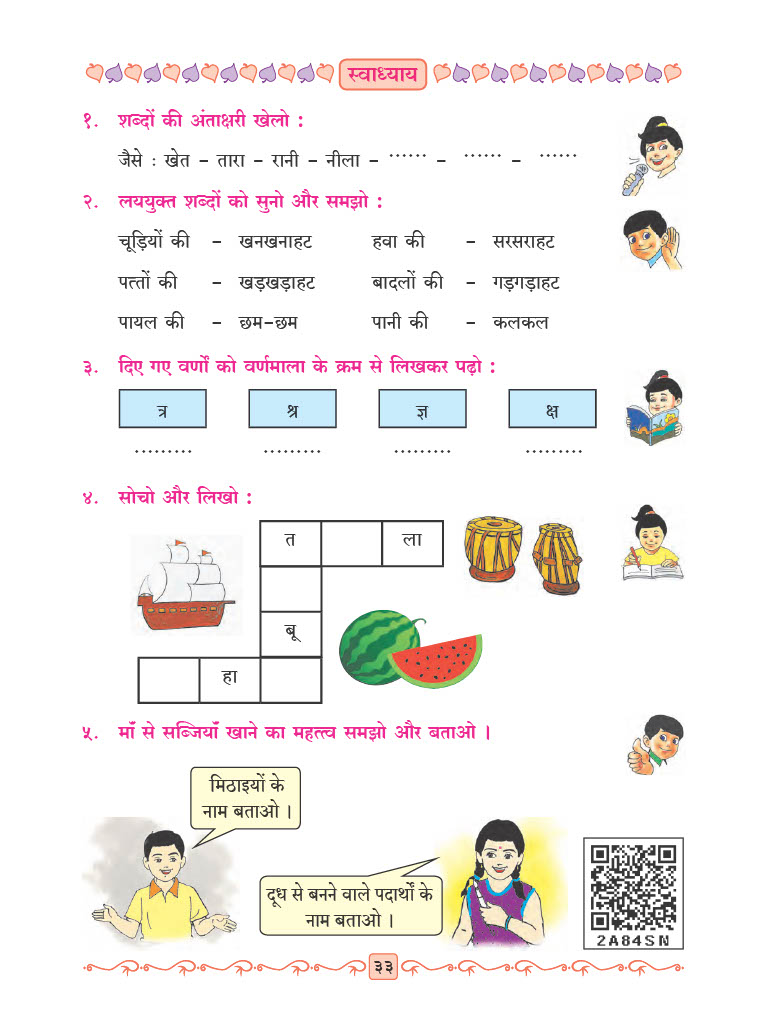 स्वाध्याय
१. शब्दों की अंताक्षरी खेलो :
जैसे : खेत – तारा – रानी – नीला – ...... – ...... – ......
२. लययुक्त शब्दों को सुनो और समझो :
चूड़ियों की – खनखनाहट हवा की – सरसराहट
पत्तों की – खड़खड़ाहट बादलों की – गड़गड़ाहट
पायल की – छम-छम पानी की – कलकल
३. दिए गए वर्णों को वर्णमाला के क्रम से लिखकर पढ़ो :
त्र श्र ज्ञ क्ष
......... ......... ......... .........
४. सोचो और लिखो :
त ला
बू
हा
५. माँ से सब्जियाँ खाने का महत्त्व समझो और बताओ ।
मिठाइयों के
नाम बताओ ।
दूध से बनने वाले पदार्थों के
नाम बताओ ।
2A84SN
३३